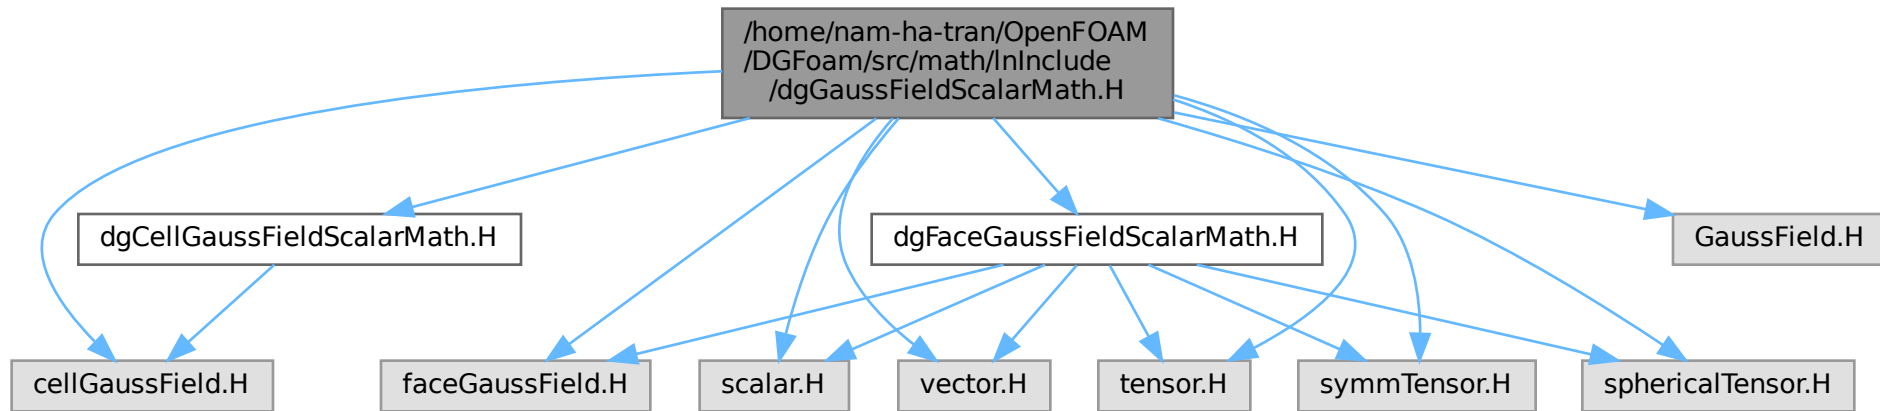 /home/nam-ha-tran/OpenFOAM
/DGFoam/src/math/lnInclude
/dgGaussFieldScalarMath.H
dgCellGaussFieldScalarMath.H
dgFaceGaussFieldScalarMath.H
GaussField.H
cellGaussField.H
faceGaussField.H
scalar.H
vector.H
tensor.H
symmTensor.H
sphericalTensor.H